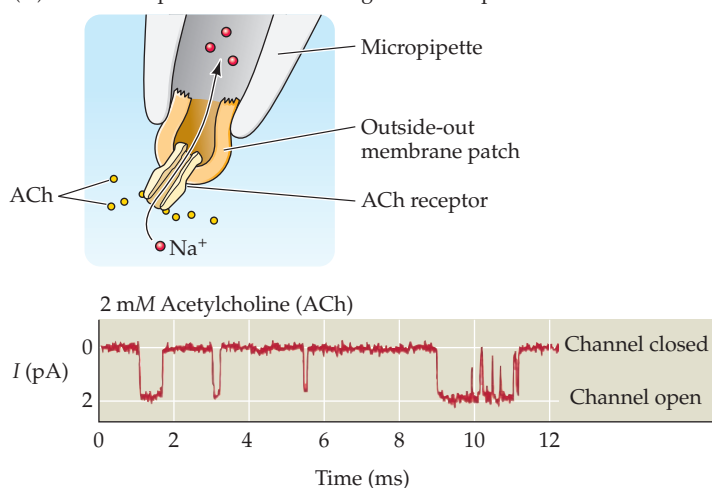 Micropipette
Outside-out
membrane patch
ACh
ACh receptor
Na⁺
2 mM Acetylcholine (ACh)
0
Channel closed
I (pA)
2
Channel open
0 2 4 6 8 10 12
Time (ms)